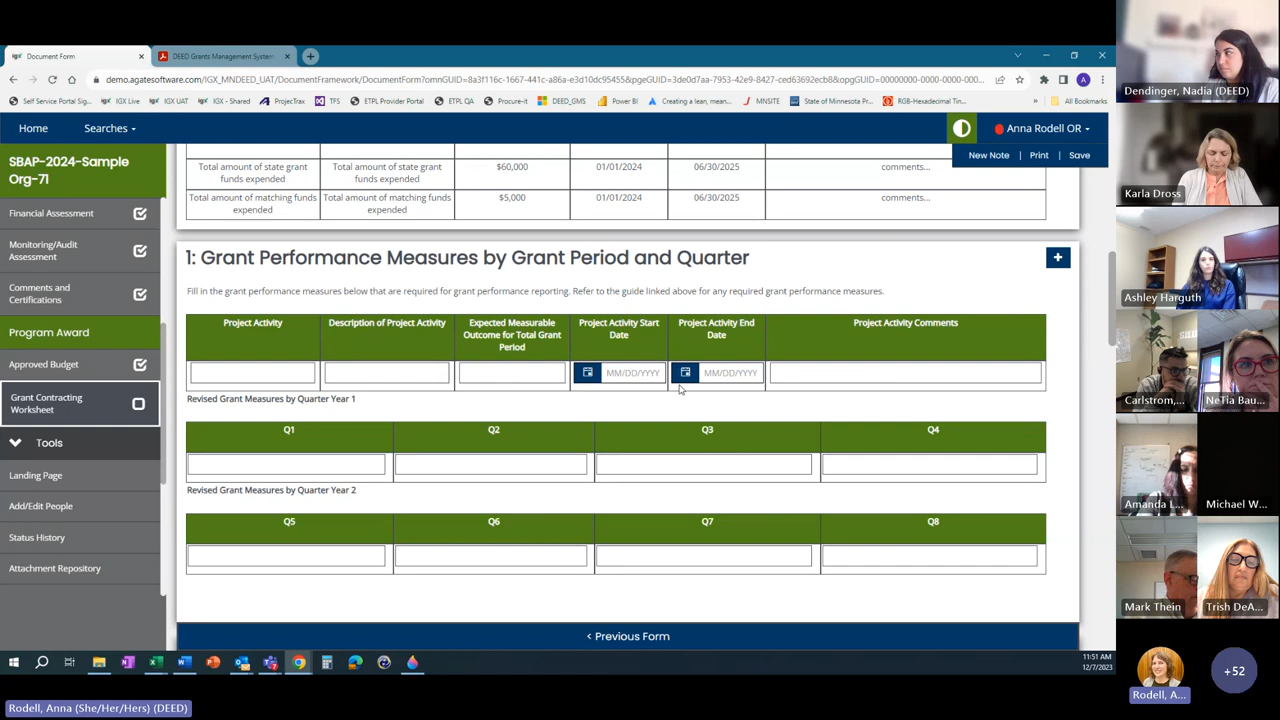 Document Form
DEED Grants Management System
demo.agatesoftware.com/IGX_MNDEED_UAT/DocumentFramework/DocumentForm?omnGUID=8a3f116c-1667-441c-a86a-e3d10dc95455&pgeGUID=3de0d7aa-7953-42e9-8427-ced63692ecb8&opgGUID=00000000-0000-0000-000...
Self Service Portal Sig... IGX Live IGX UAT IGX - Shared ProjecTrax TFS ETPL Provider Portal ETPL QA Procure-it DEED_GMS Power BI Creating a lean, mean... MNSITE State of Minnesota Pr... RGB-Hexadecimal Tin... All Bookmarks
Home Searches Anna Rodell OR
New Note Print Save
SBAP-2024-Sample
Org-71
Financial Assessment
Monitoring/Audit
Assessment
Comments and
Certifications
Program Award
Approved Budget
Grant Contracting
Worksheet
Tools
Landing Page
Add/Edit People
Status History
Attachment Repository
Total amount of state grant Total amount of state grant $60,000 01/01/2024 06/30/2025 comments...
funds expended funds expended
Total amount of matching funds Total amount of matching funds $5,000 01/01/2024 06/30/2025 comments...
expended expended
1: Grant Performance Measures by Grant Period and Quarter
Fill in the grant performance measures below that are required for grant performance reporting. Refer to the guide linked above for any required grant performance measures.
Project Activity Description of Project Activity Expected Measurable Project Activity Start Project Activity End Project Activity Comments
Outcome for Total Grant Date Date
Period
MM/DD/YYYY MM/DD/YYYY
Revised Grant Measures by Quarter Year 1
Q1 Q2 Q3 Q4
Revised Grant Measures by Quarter Year 2
Q5 Q6 Q7 Q8
< Previous Form
11:51 AM
12/7/2023
Dendinger, Nadia (DEED)
Karla Dross
Ashley Harguth
Carlstrom,... NeTia Bau...
Amanda L... Michael W...
Mark Thein Trish DeA...
Rodell, A... +52
Rodell, Anna (She/Her/Hers) (DEED)